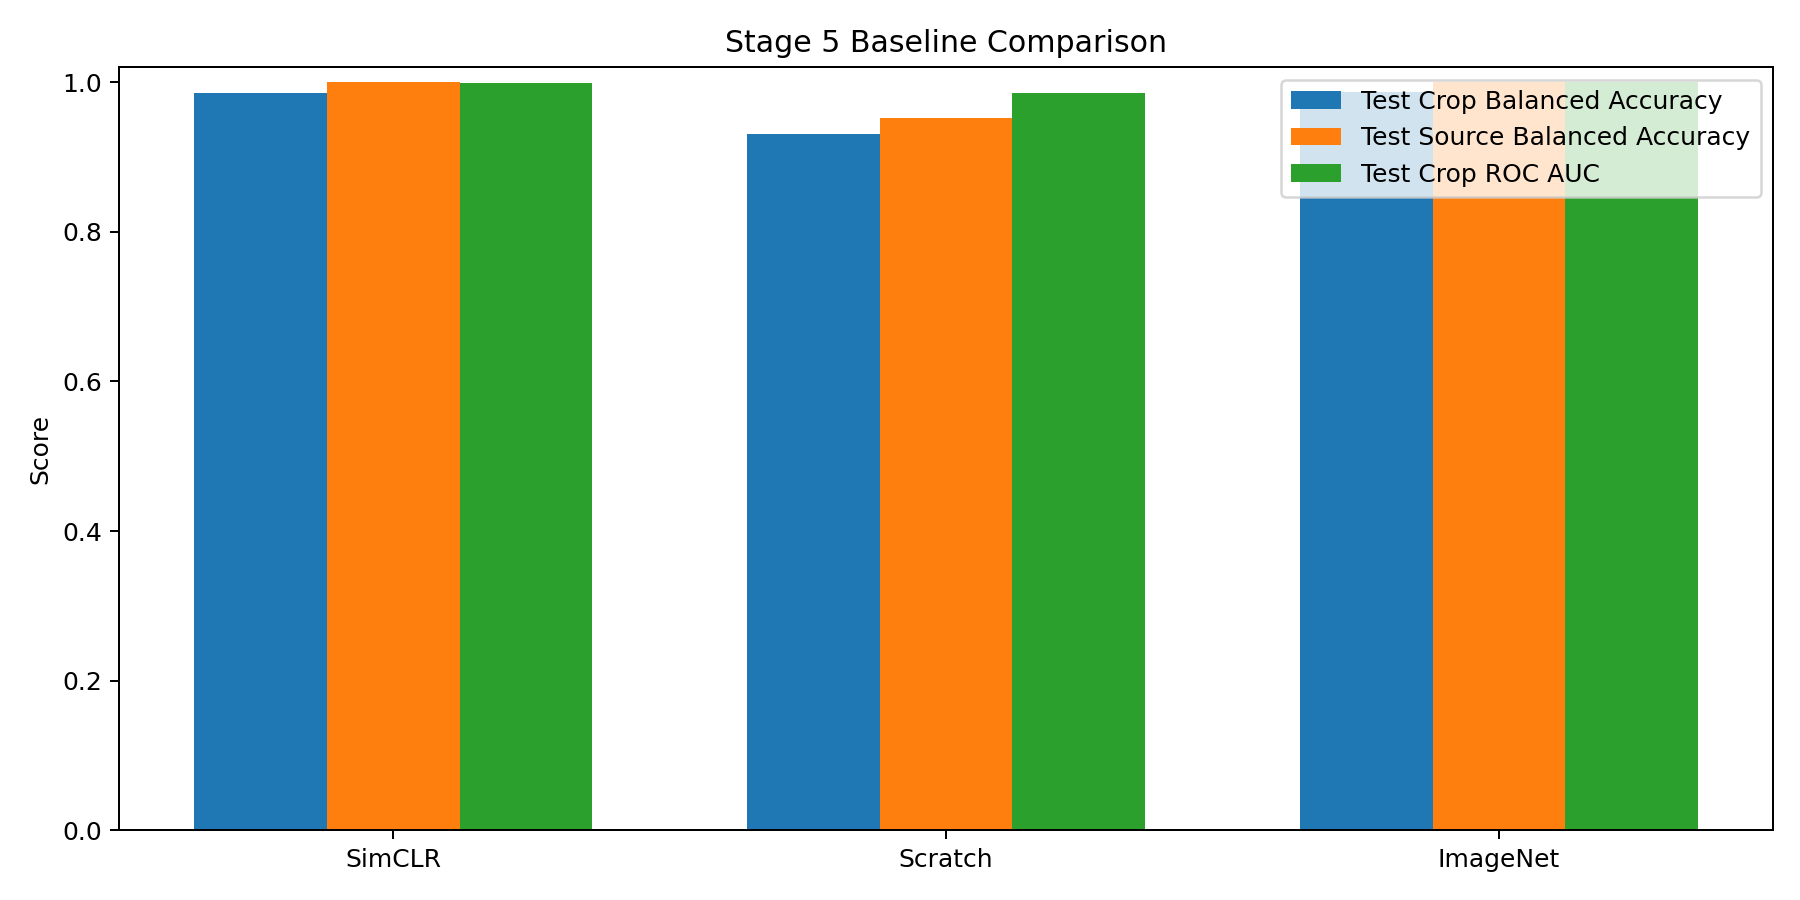 Stage 5 Baseline Comparison
Test Crop Balanced Accuracy
Test Source Balanced Accuracy
Test Crop ROC AUC
Score
1.0
0.8
0.6
0.4
0.2
0.0
SimCLR
Scratch
ImageNet